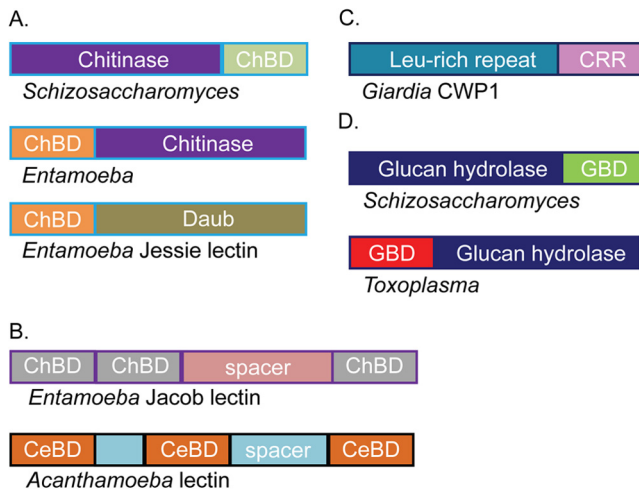 A.
Chitinase ChBD
Schizosaccharomyces
ChBD Chitinase
Entamoeba
ChBD Daub
Entamoeba Jessie lectin
B.
ChBD ChBD spacer ChBD
Entamoeba Jacob lectin
CeBD CeBD spacer CeBD
Acanthamoeba lectin
C.
Leu-rich repeat CRR
Giardia CWP1
D.
Glucan hydrolase GBD
Schizosaccharomyces
GBD Glucan hydrolase
Toxoplasma